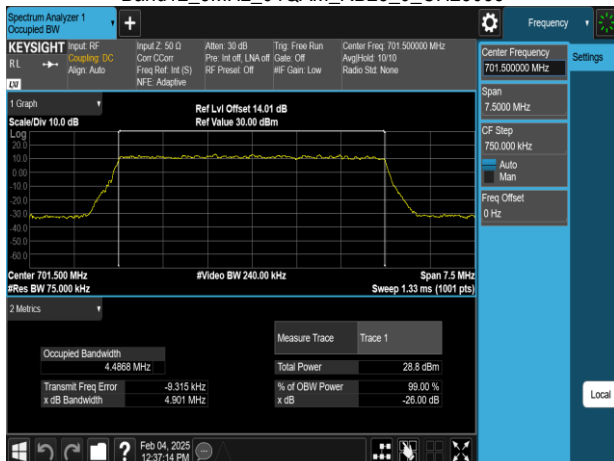 Spectrum Analyzer 1
Occupied BW
Frequency
KEYSIGHT
Input: RF
Coupling: DC
Align: Auto
Input Z: 50 Ω
Corr CCorr
Freq Ref: Int (S)
NFE: Adaptive
Atten: 30 dB
Pre: Int off, LNA off
RF Presel: Off
Trig: Free Run
Gate: Off
#IF Gain: Low
Center Freq: 701.500000 MHz
Avg|Hold: 10/10
Radio Std: None
RL
LXI
Center Frequency
701.500000 MHz
Settings
Span
7.5000 MHz
CF Step
750.000 kHz
Auto
Man
Freq Offset
0 Hz
Local
1 Graph
Scale/Div 10.0 dB
Ref Lvl Offset 14.01 dB
Ref Value 30.00 dBm
Log
20.0
10.0
0.00
-10.0
-20.0
-30.0
-40.0
-50.0
-60.0
Center 701.500 MHz
#Res BW 75.000 kHz
#Video BW 240.00 kHz
Span 7.5 MHz
Sweep 1.33 ms (1001 pts)
2 Metrics
Measure Trace
Trace 1
Occupied Bandwidth
4.4868 MHz
Total Power
28.8 dBm
Transmit Freq Error
-9.315 kHz
% of OBW Power
99.00 %
x dB Bandwidth
4.901 MHz
x dB
-26.00 dB
Feb 04, 2025
12:37:14 PM